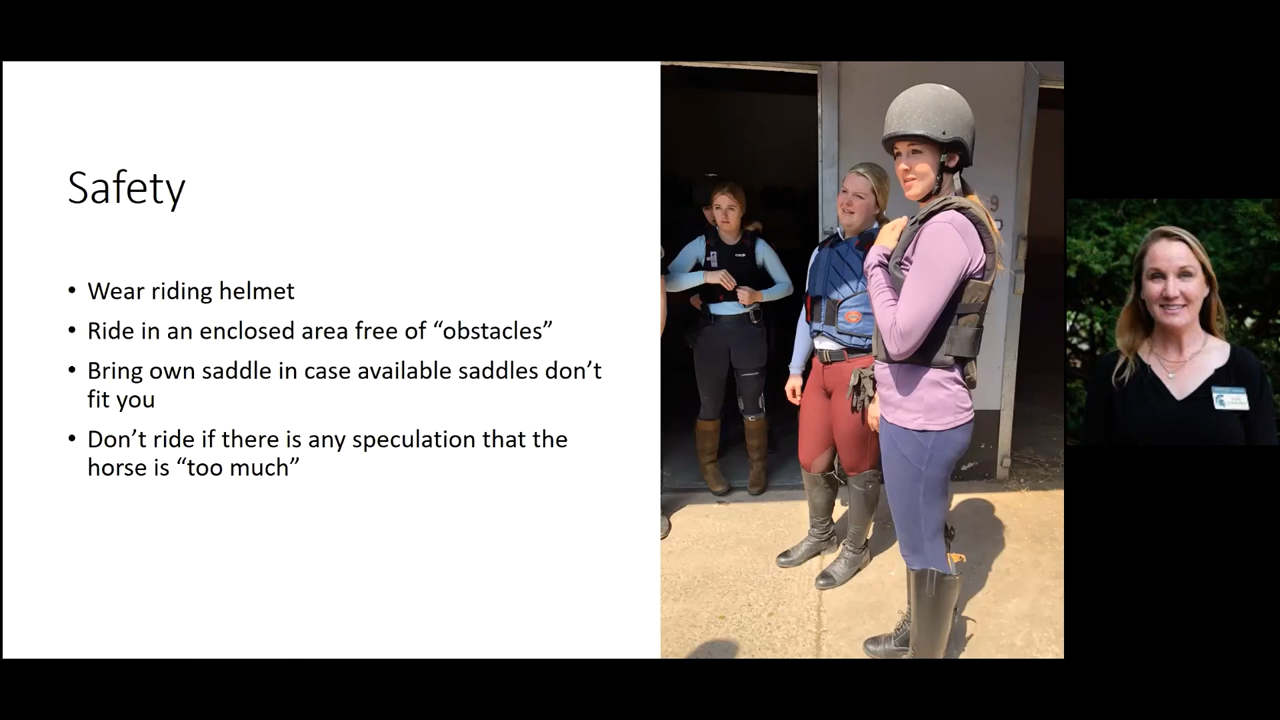 Safety
• Wear riding helmet
• Ride in an enclosed area free of “obstacles”
• Bring own saddle in case available saddles don’t
fit you
• Don’t ride if there is any speculation that the
horse is “too much”